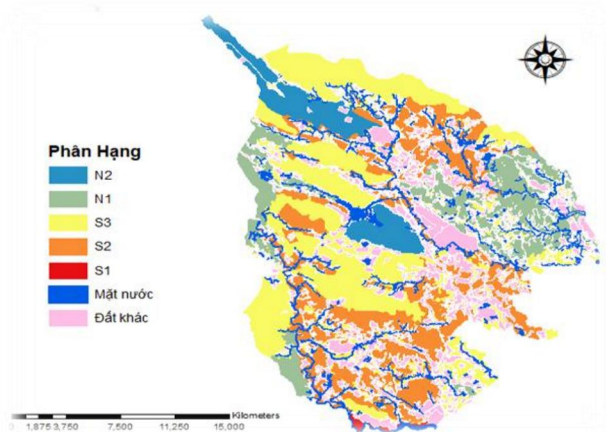 Phân Hạng
N2
N1
S3
S2
S1
Mặt nước
Đất khác
Kilometers
0 1,875 3,750 7,500 11,250 15,000